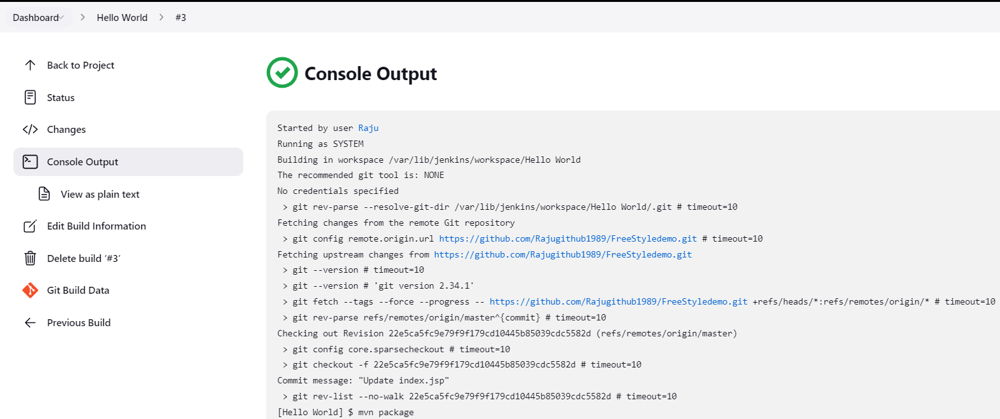 Dashboard > Hello World > #3
Back to Project
Status
Changes
Console Output
View as plain text
Edit Build Information
Delete build ‘#3’
Git Build Data
Previous Build
Console Output
Started by user Raju
Running as SYSTEM
Building in workspace /var/lib/jenkins/workspace/Hello World
The recommended git tool is: NONE
No credentials specified
 > git rev-parse --resolve-git-dir /var/lib/jenkins/workspace/Hello World/.git # timeout=10
Fetching changes from the remote Git repository
 > git config remote.origin.url https://github.com/Rajugithub1989/FreeStyledemo.git # timeout=10
Fetching upstream changes from https://github.com/Rajugithub1989/FreeStyledemo.git
 > git --version # timeout=10
 > git --version # 'git version 2.34.1'
 > git fetch --tags --force --progress -- https://github.com/Rajugithub1989/FreeStyledemo.git +refs/heads/*:refs/remotes/origin/* # timeout=10
 > git rev-parse refs/remotes/origin/master^{commit} # timeout=10
Checking out Revision 22e5ca5fc9e79f9f179cd10445b85039cdc5582d (refs/remotes/origin/master)
 > git config core.sparsecheckout # timeout=10
 > git checkout -f 22e5ca5fc9e79f9f179cd10445b85039cdc5582d # timeout=10
Commit message: "Update index.jsp"
 > git rev-list --no-walk 22e5ca5fc9e79f9f179cd10445b85039cdc5582d # timeout=10
[Hello World] $ mvn package